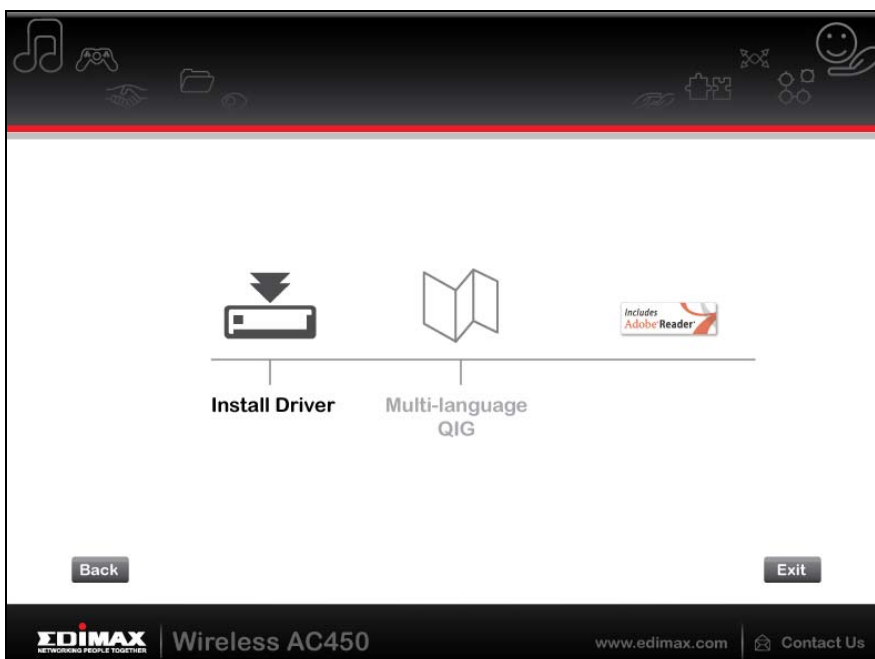 Includes
Adobe Reader
Install Driver
Multi-language
QIG
Back
Exit
EDIMAX
NETWORKING PEOPLE TOGETHER
Wireless AC450
www.edimax.com
Contact Us